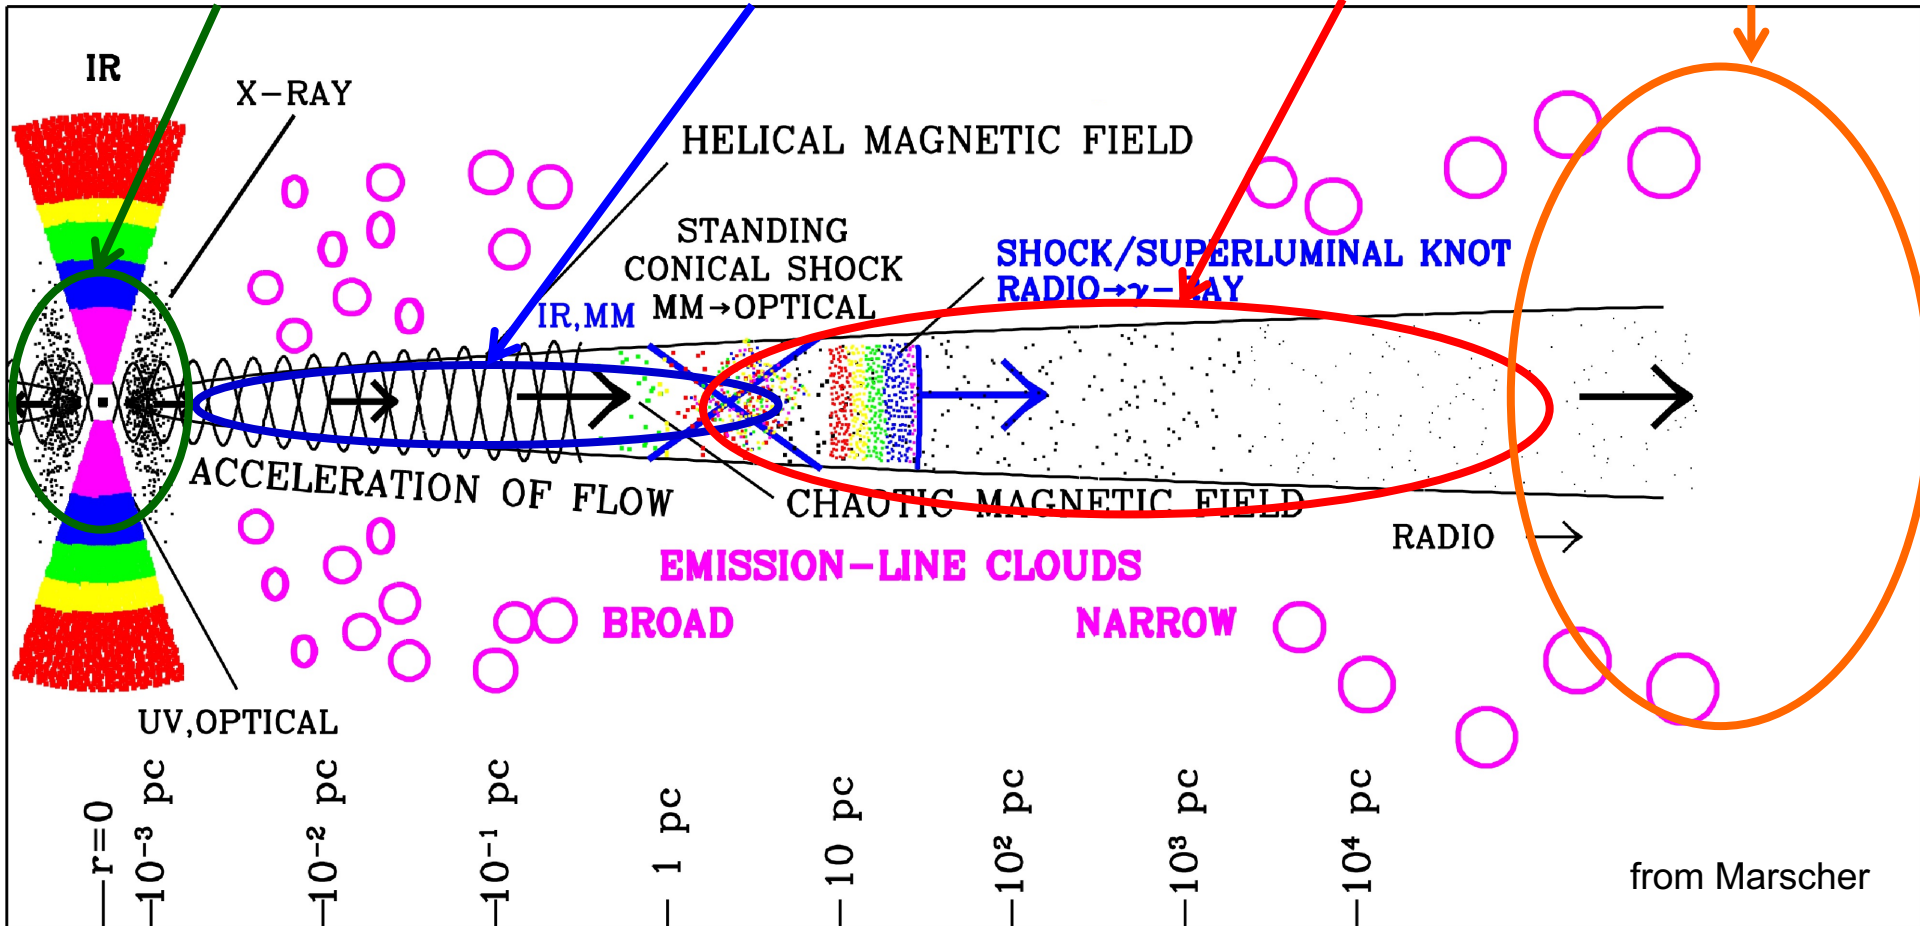 IR
X-RAY
HELICAL MAGNETIC FIELD
STANDING
CONICAL SHOCK
MM→OPTICAL
SHOCK/SUPERLUMINAL KNOT
RADIO→γ-RAY
IR,MM
ACCELERATION OF FLOW
CHAOTIC MAGNETIC FIELD
RADIO →
EMISSION-LINE CLOUDS
BROAD
NARROW
UV,OPTICAL
—r=0
—10⁻³ pc
—10⁻² pc
—10⁻¹ pc
— 1 pc
— 10 pc
—10² pc
—10³ pc
—10⁴ pc
from Marscher